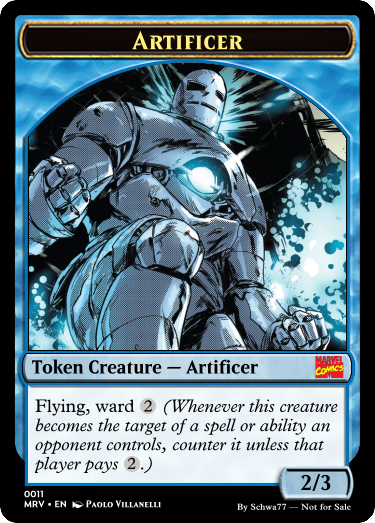 Artificer
Token Creature — Artificer
MARVEL
COMICS
Flying, ward 2 (Whenever this creature
becomes the target of a spell or ability an
opponent controls, counter it unless that
player pays 2.)
2/3
0011
MRV • EN Paolo Villanelli
By Schwa77 — Not for Sale